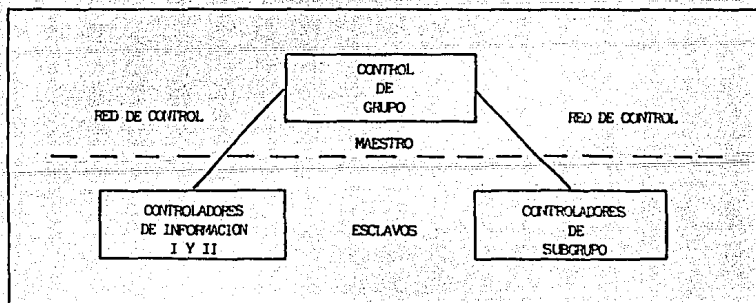 CONTROL
DE
GRUPO
RED DE CONTROL
RED DE CONTROL
MAESTRO
CONTROLADORES
DE INFORMACION
I Y II
ESCLAVOS
CONTROLADORES
DE
SUBGRUPO